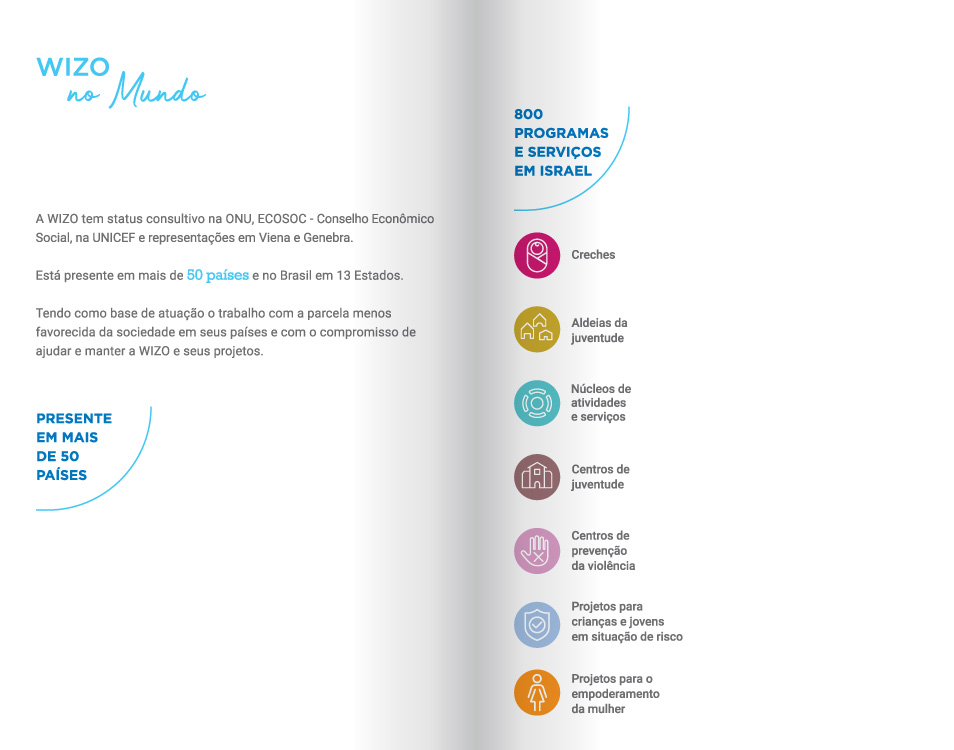 WIZO
no Mundo
A WIZO tem status consultivo na ONU, ECOSOC - Conselho Econômico
Social, na UNICEF e representações em Viena e Genebra.
Está presente em mais de 50 países e no Brasil em 13 Estados.
Tendo como base de atuação o trabalho com a parcela menos
favorecida da sociedade em seus países e com o compromisso de
ajudar e manter a WIZO e seus projetos.
PRESENTE
EM MAIS
DE 50
PAÍSES
800
PROGRAMAS
E SERVIÇOS
EM ISRAEL
Creches
Aldeias da
juventude
Núcleos de
atividades
e serviços
Centros de
juventude
Centros de
prevenção
da violência
Projetos para
crianças e jovens
em situação de risco
Projetos para o
empoderamento
da mulher